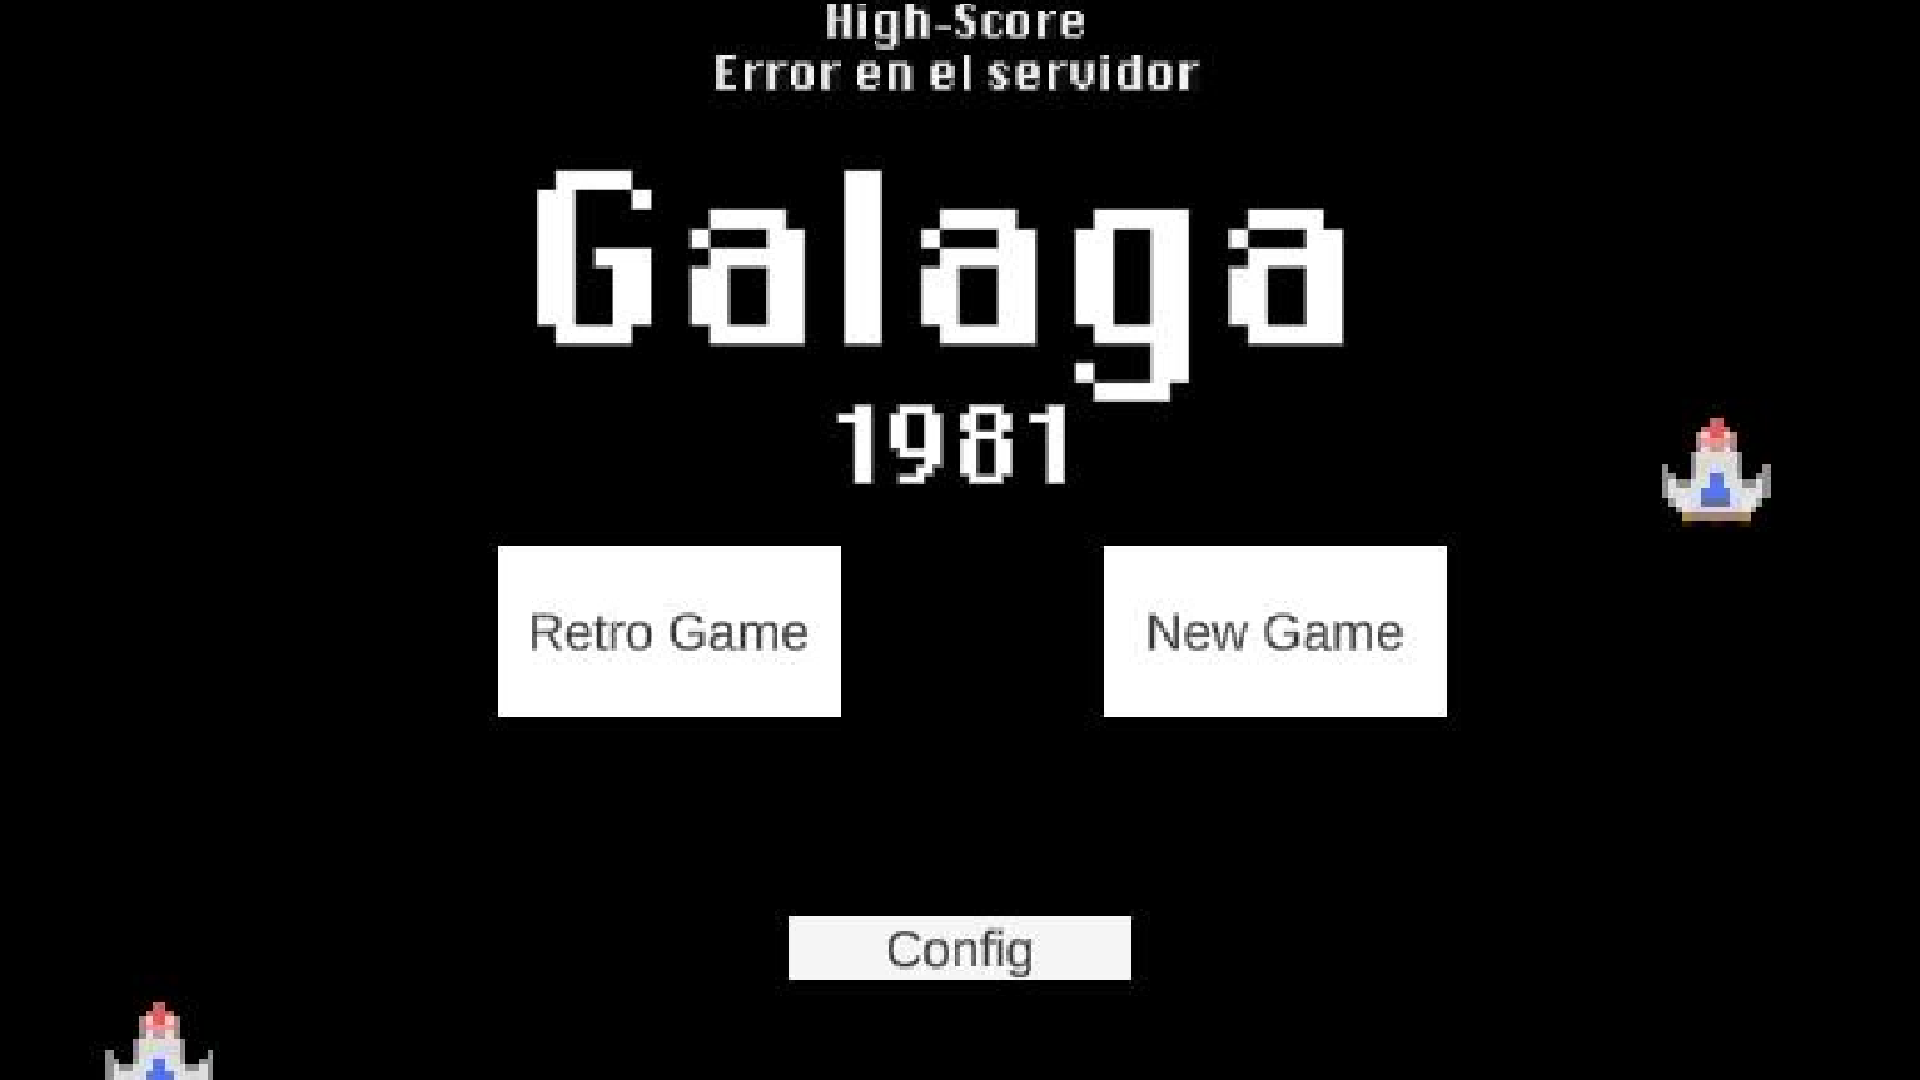 High-Score
Error en el servidor
Galaga
1981
Retro Game
New Game
Config